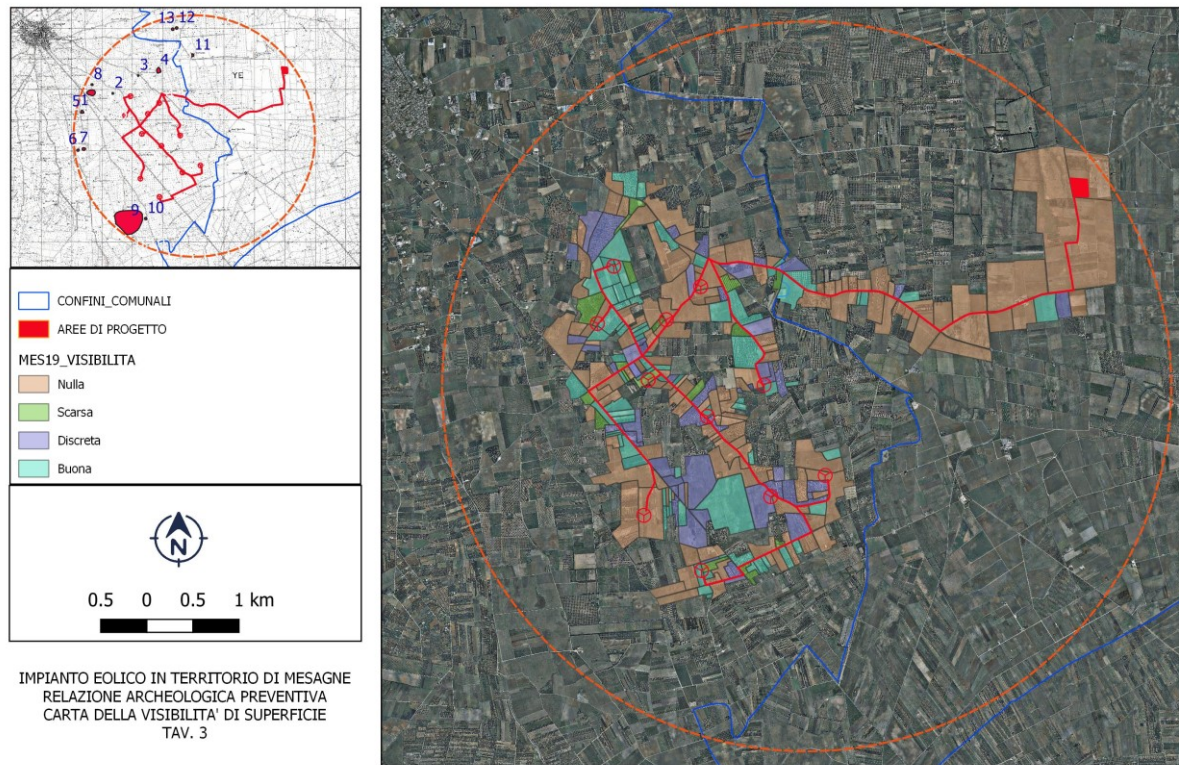 13 12
11
3 4
YE
8
2
51
6 7
9 10
CONFINI_COMUNALI
AREE DI PROGETTO
MES19_VISIBILITA
Nulla
Scarsa
Discreta
Buona
N
0.5 0 0.5 1 km
IMPIANTO EOLICO IN TERRITORIO DI MESAGNE
RELAZIONE ARCHEOLOGICA PREVENTIVA
CARTA DELLA VISIBILITA' DI SUPERFICIE
TAV. 3